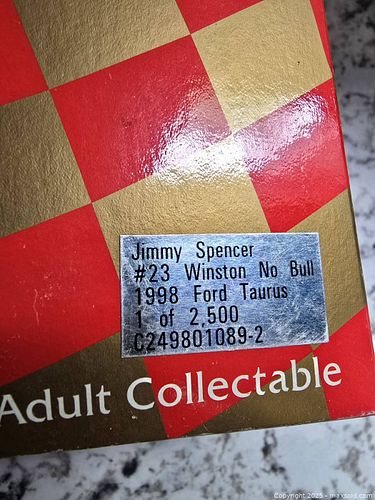 Jimmy Spencer
#23 Winston No Bull
1998 Ford Taurus
1 of 2,500
C249801089-2
Adult Collectable
Copyright 2025 - maxsold.com